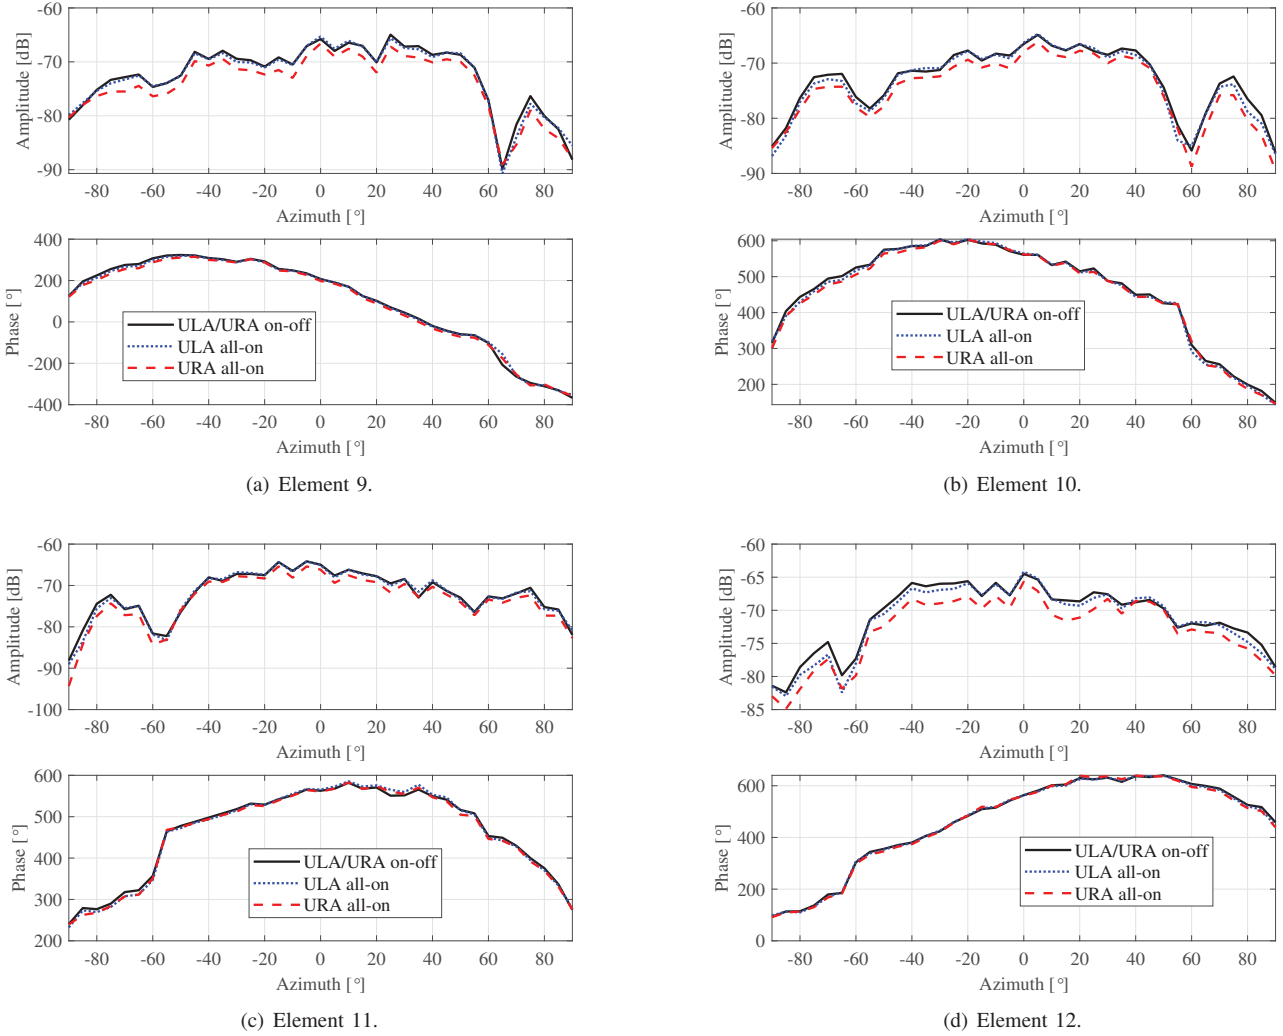 -60
-70
-80
-90
Amplitude [dB]
-80 -60 -40 -20 0 20 40 60 80
Azimuth [°]
400
200
0
-200
-400
Phase [°]
ULA/URA on-off
ULA all-on
URA all-on
-80 -60 -40 -20 0 20 40 60 80
Azimuth [°]
(a) Element 9.
-60
-70
-80
-90
Amplitude [dB]
-80 -60 -40 -20 0 20 40 60 80
Azimuth [°]
600
500
400
300
200
Phase [°]
ULA/URA on-off
ULA all-on
URA all-on
-80 -60 -40 -20 0 20 40 60 80
Azimuth [°]
(b) Element 10.
-60
-70
-80
-90
-100
Amplitude [dB]
-80 -60 -40 -20 0 20 40 60 80
Azimuth [°]
600
500
400
300
200
Phase [°]
ULA/URA on-off
ULA all-on
URA all-on
-80 -60 -40 -20 0 20 40 60 80
Azimuth [°]
(c) Element 11.
-60
-65
-70
-75
-80
-85
Amplitude [dB]
-80 -60 -40 -20 0 20 40 60 80
Azimuth [°]
600
400
200
0
Phase [°]
ULA/URA on-off
ULA all-on
URA all-on
-80 -60 -40 -20 0 20 40 60 80
Azimuth [°]
(d) Element 12.